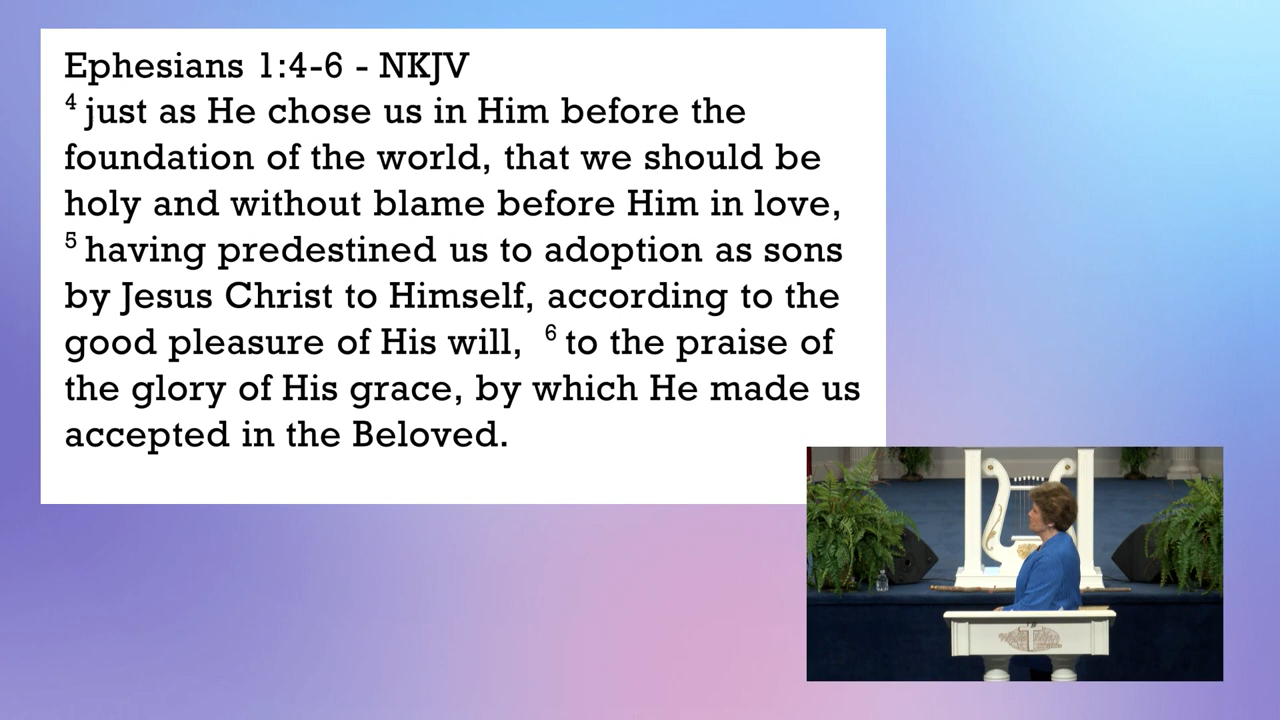 Ephesians 1:4-6 - NKJV
4 just as He chose us in Him before the
foundation of the world, that we should be
holy and without blame before Him in love,
5 having predestined us to adoption as sons
by Jesus Christ to Himself, according to the
good pleasure of His will, 6 to the praise of
the glory of His grace, by which He made us
accepted in the Beloved.